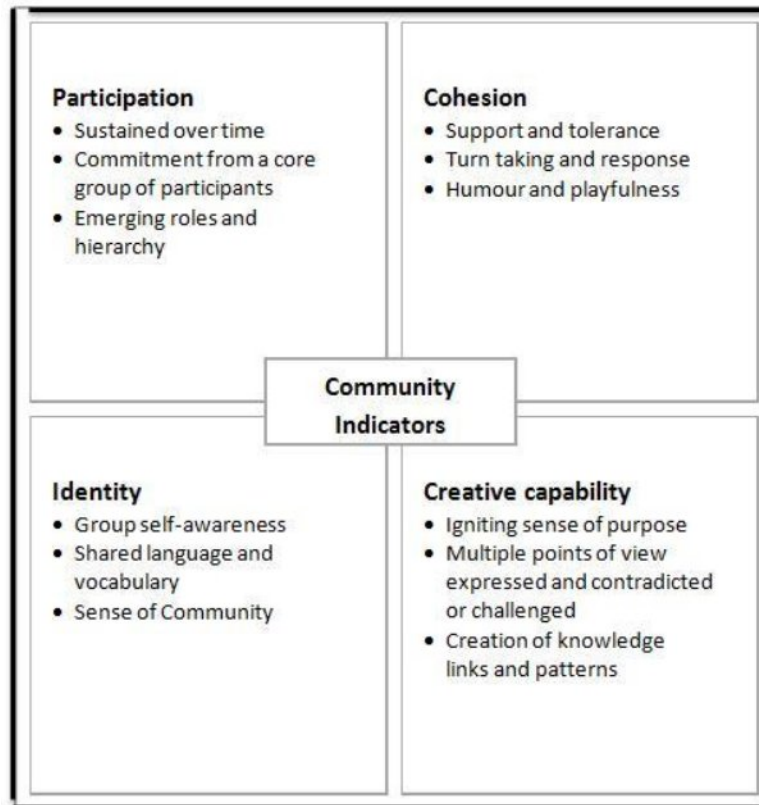 Participation
• Sustained over time
• Commitment from a core
group of participants
• Emerging roles and
hierarchy
Cohesion
• Support and tolerance
• Turn taking and response
• Humour and playfulness
Community
Indicators
Identity
• Group self-awareness
• Shared language and
vocabulary
• Sense of Community
Creative capability
• Igniting sense of purpose
• Multiple points of view
expressed and contradicted
or challenged
• Creation of knowledge
links and patterns